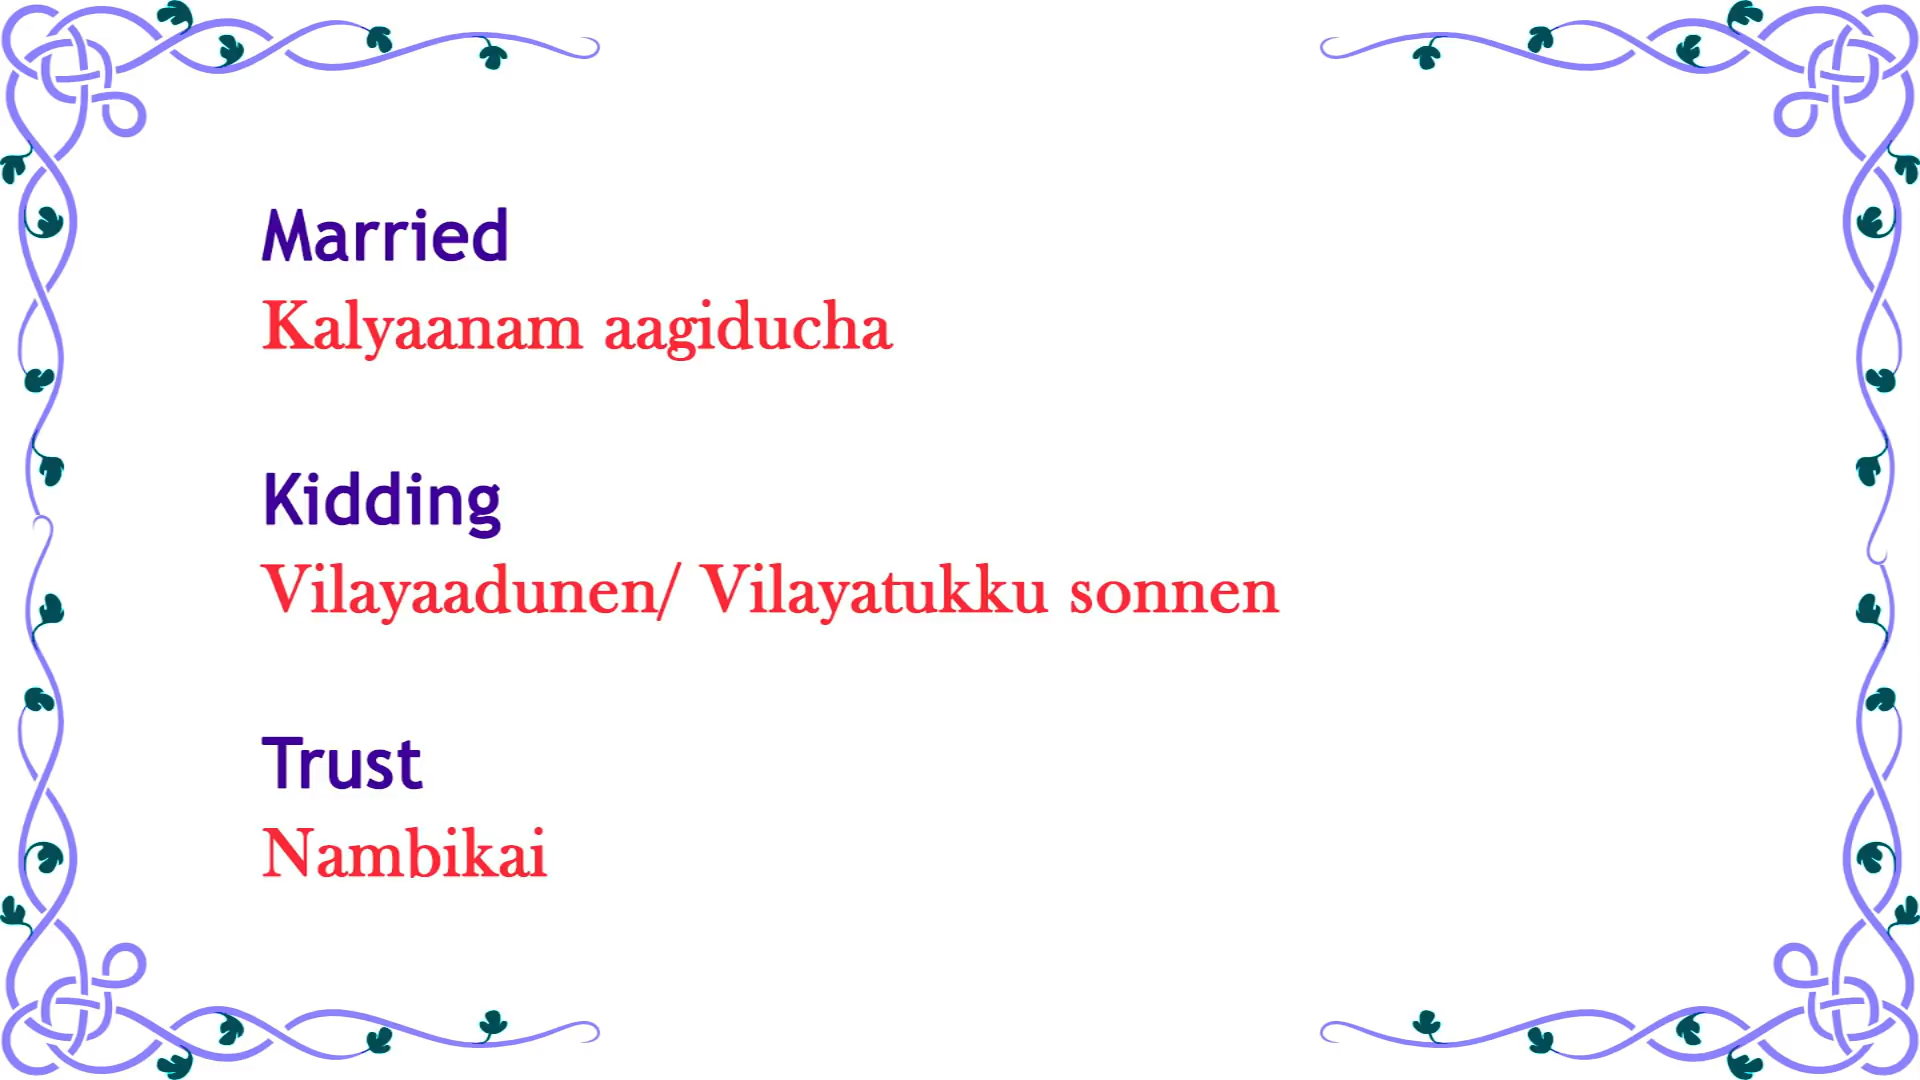 Married
Kalyaanam aagiducha
Kidding
Vilayaadunen/ Vilayatukku sonnen
Trust
Nambikai